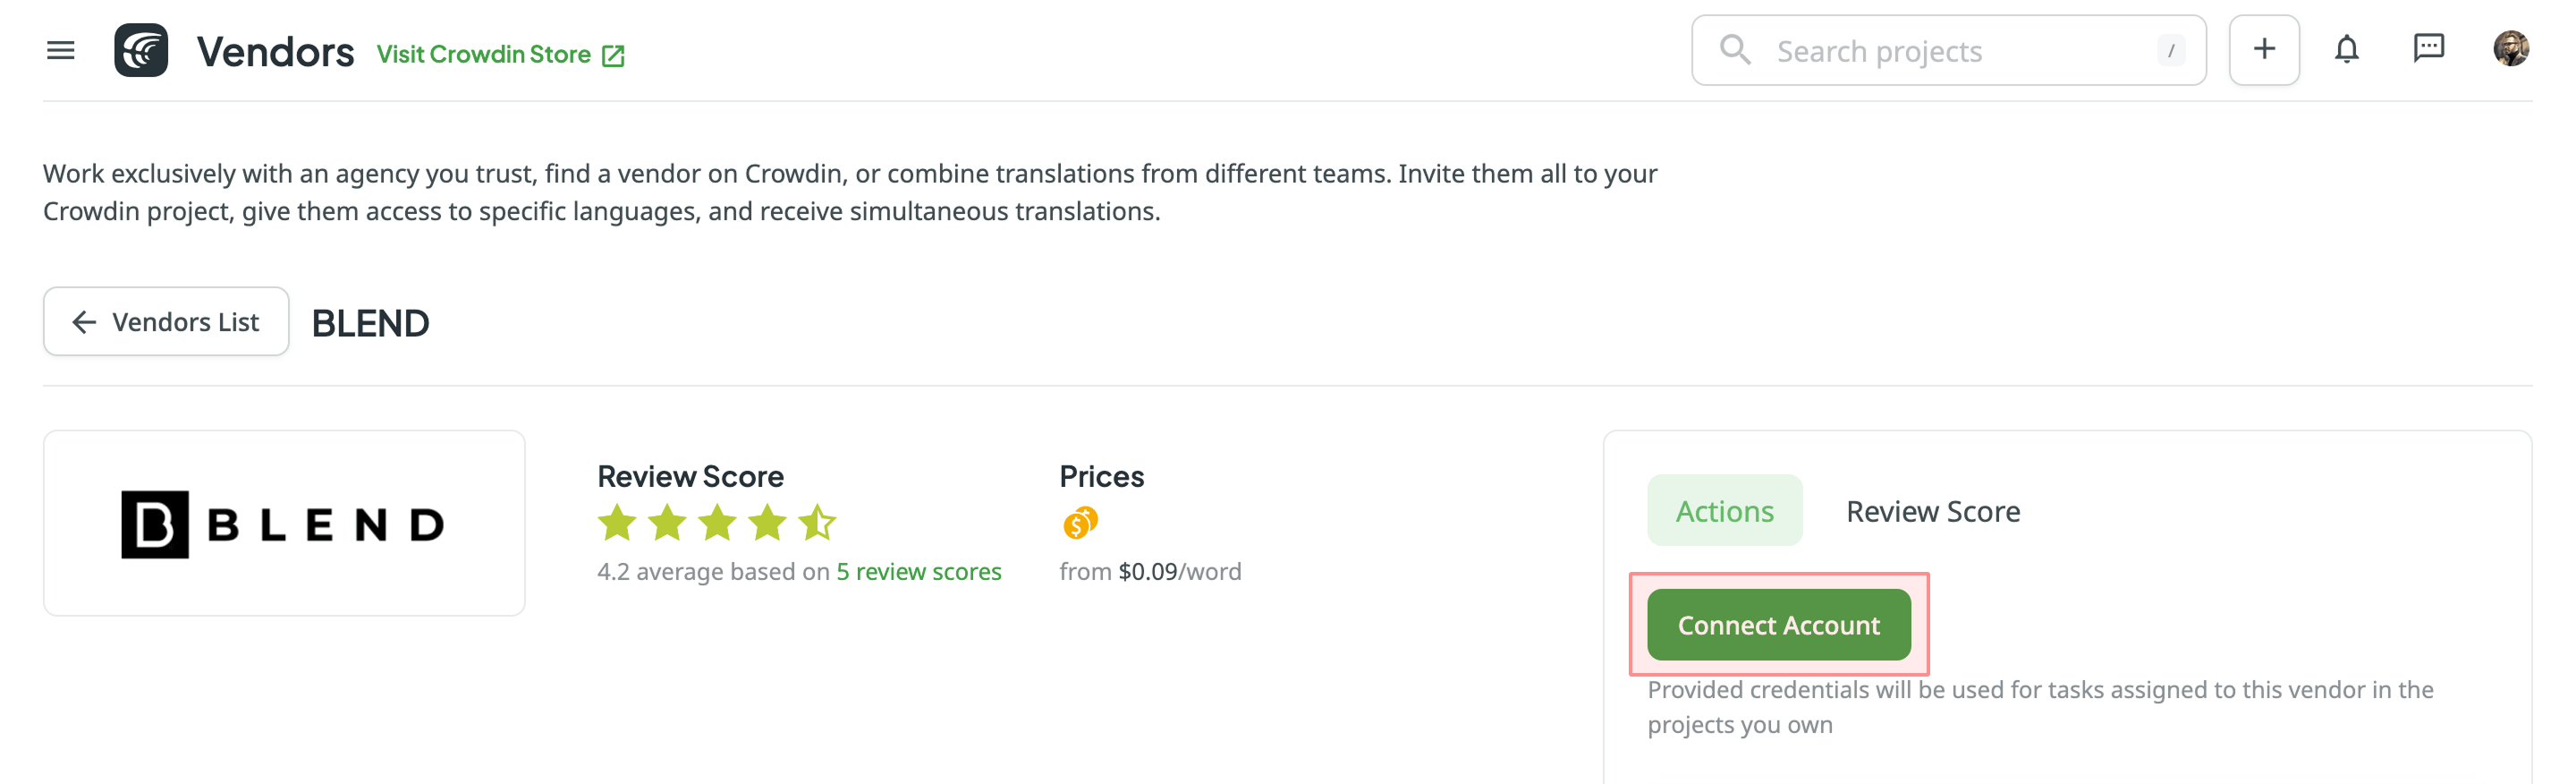 Vendors
Visit Crowdin Store
Search projects
/
Work exclusively with an agency you trust, find a vendor on Crowdin, or combine translations from different teams. Invite them all to your
Crowdin project, give them access to specific languages, and receive simultaneous translations.
Vendors List
BLEND
B BLEND
Review Score
4.2 average based on 5 review scores
Prices
from $0.09/word
Actions
Review Score
Connect Account
Provided credentials will be used for tasks assigned to this vendor in the
projects you own